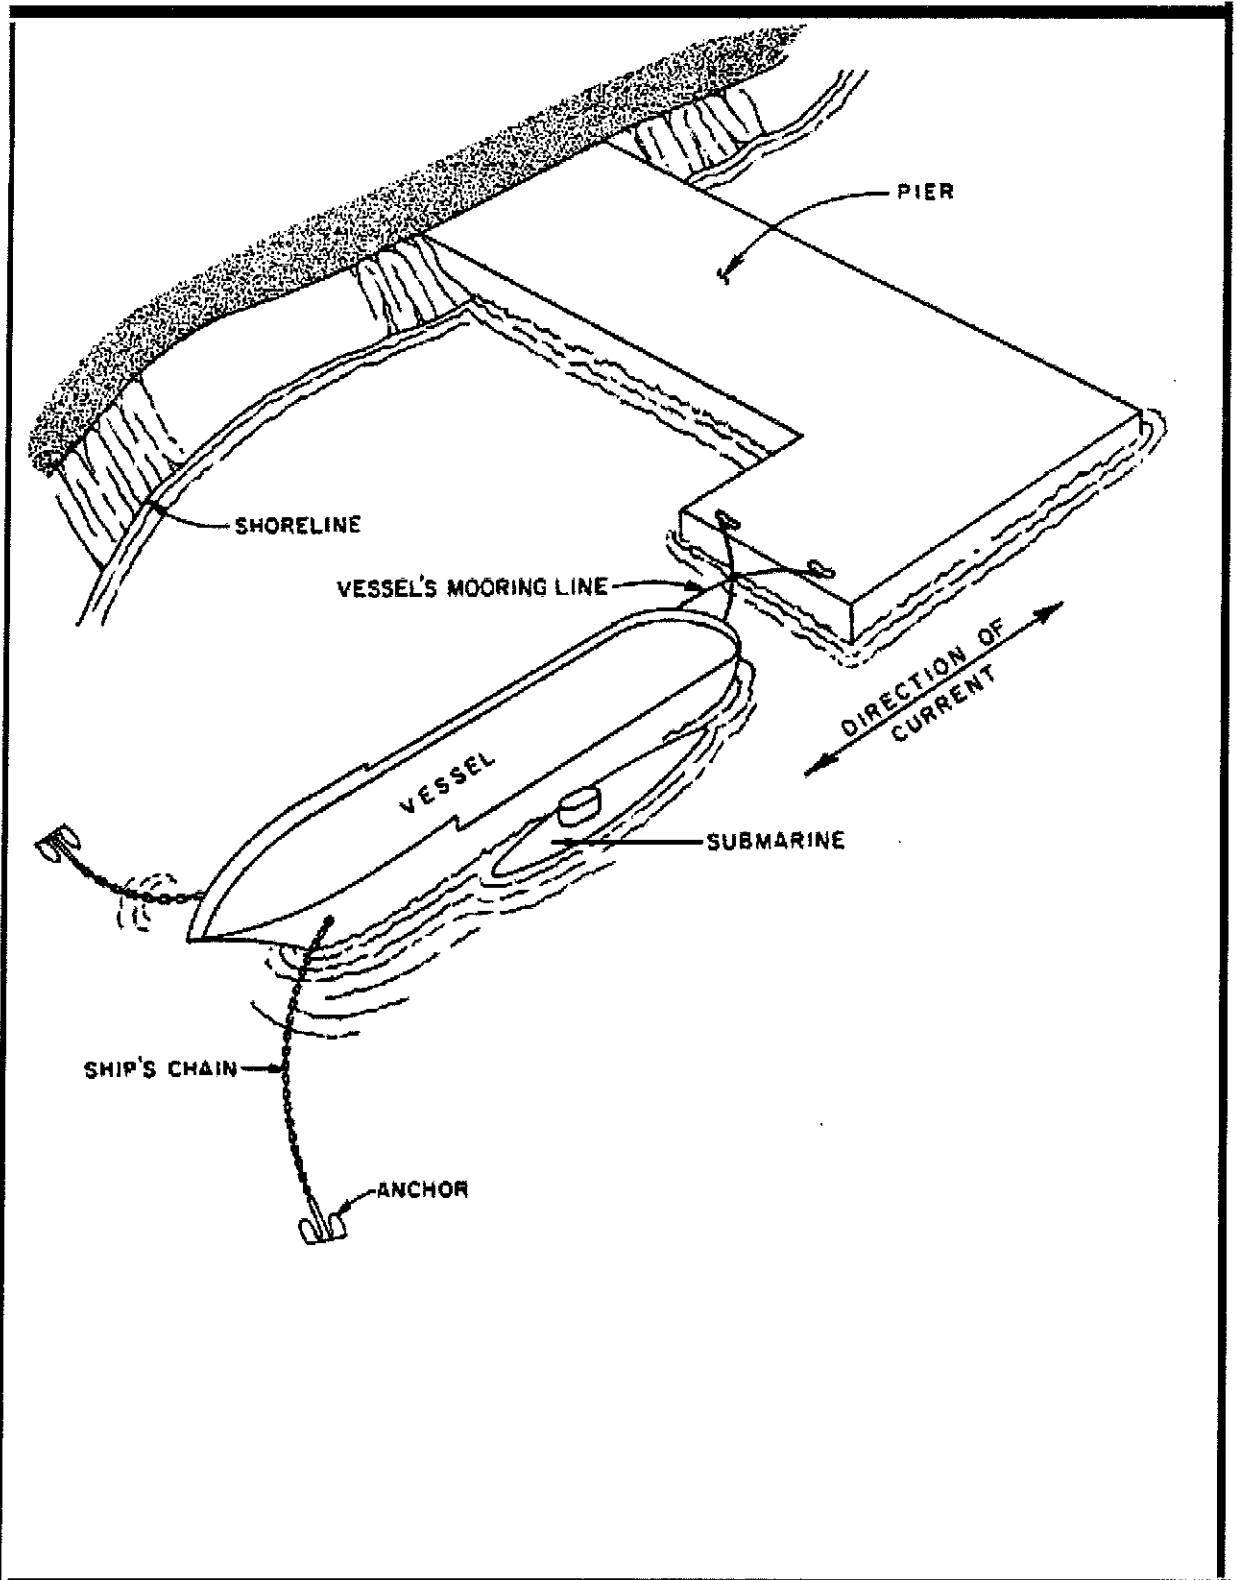 PIER
SHORELINE
VESSEL'S MOORING LINE
DIRECTION OF
CURRENT
VESSEL
SUBMARINE
SHIP'S CHAIN
ANCHOR